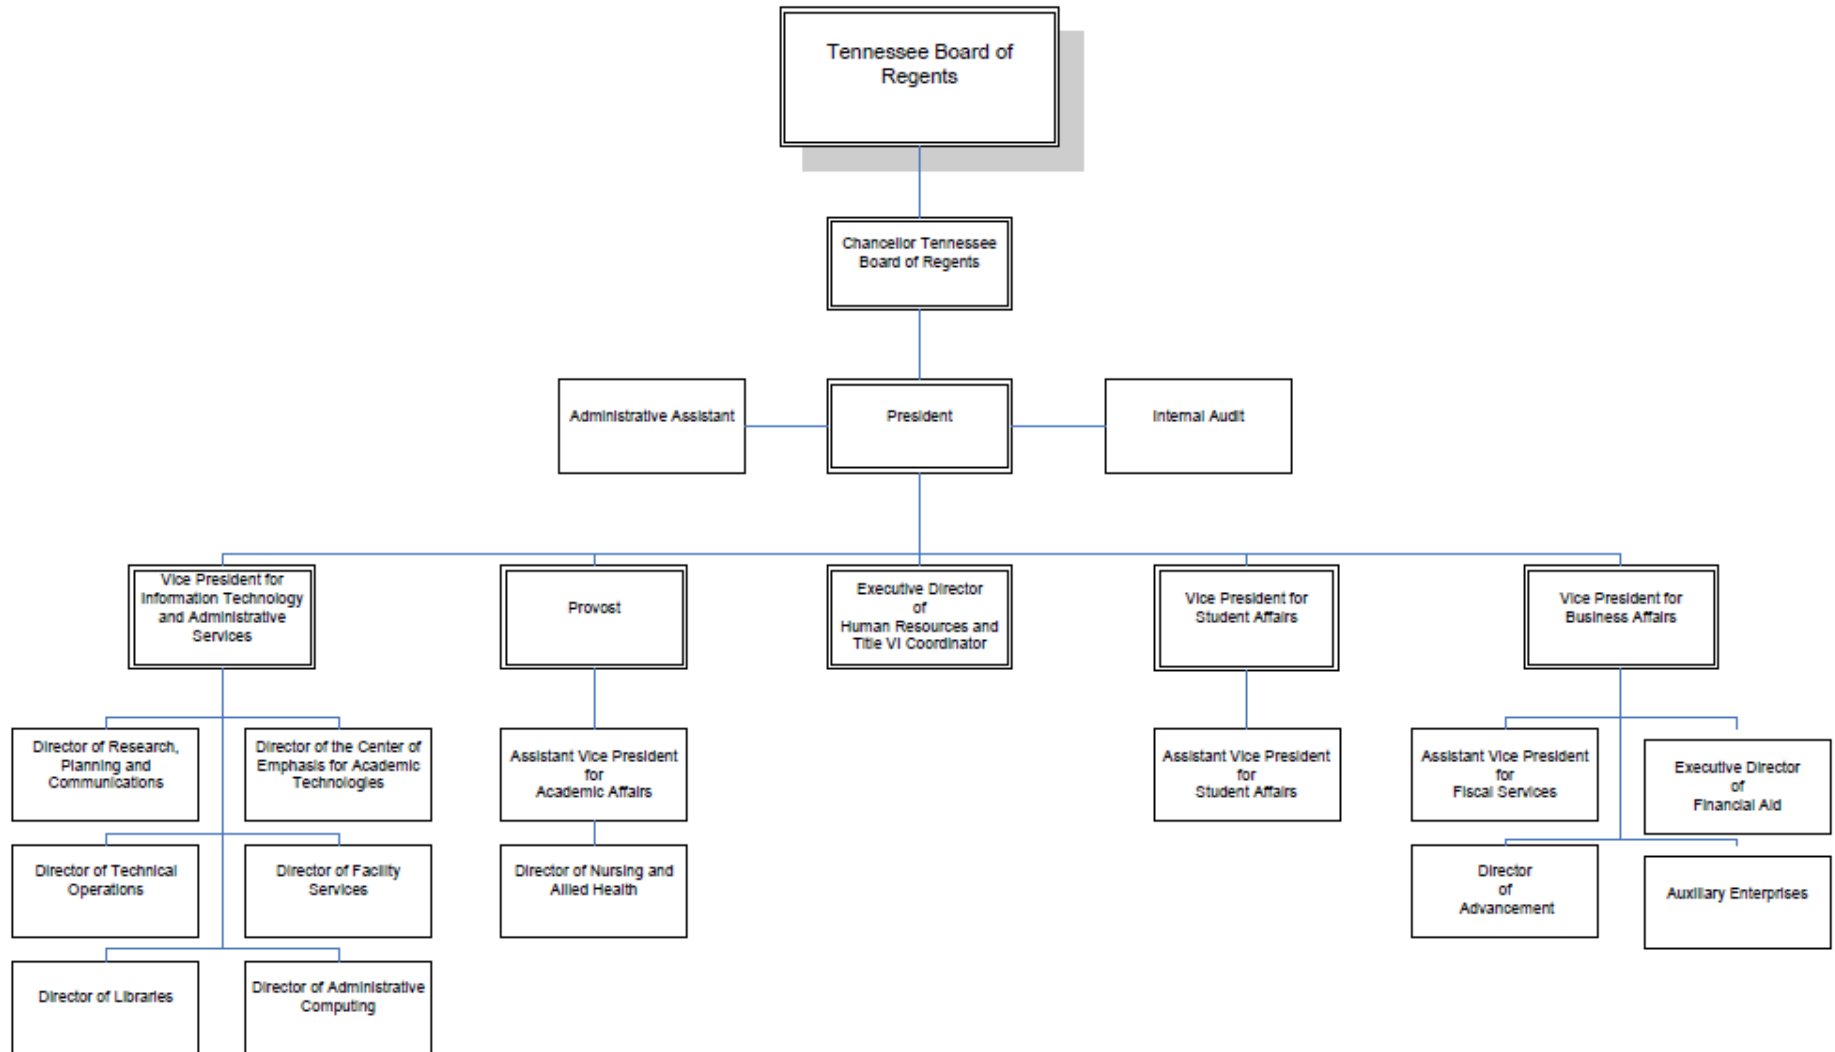 Tennessee Board of
Regents
Chancellor Tennessee
Board of Regents
Administrative Assistant
President
Internal Audit
Vice President for
Information Technology
and Administrative
Services
Provost
Executive Director
of
Human Resources and
Title VI Coordinator
Vice President for
Student Affairs
Vice President for
Business Affairs
Director of Research,
Planning and
Communications
Director of the Center of
Emphasis for Academic
Technologies
Assistant Vice President
for
Academic Affairs
Assistant Vice President
for
Student Affairs
Assistant Vice President
for
Fiscal Services
Executive Director
of
Financial Aid
Director of Technical
Operations
Director of Facility
Services
Director of Nursing and
Allied Health
Director
of
Advancement
Auxiliary Enterprises
Director of Libraries
Director of Administrative
Computing